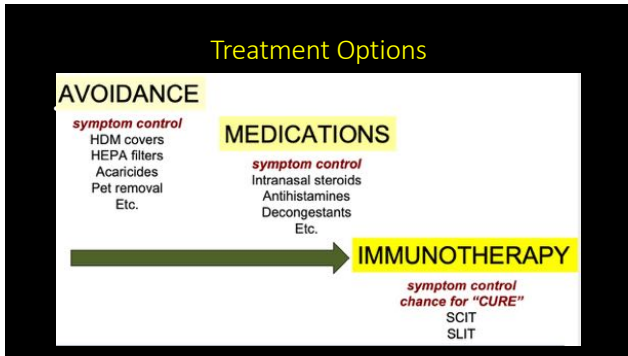 Treatment Options
AVOIDANCE
symptom control
HDM covers
HEPA filters
Acaricides
Pet removal
Etc.
MEDICATIONS
symptom control
Intranasal steroids
Antihistamines
Decongestants
Etc.
IMMUNOTHERAPY
symptom control
chance for “CURE”
SCIT
SLIT